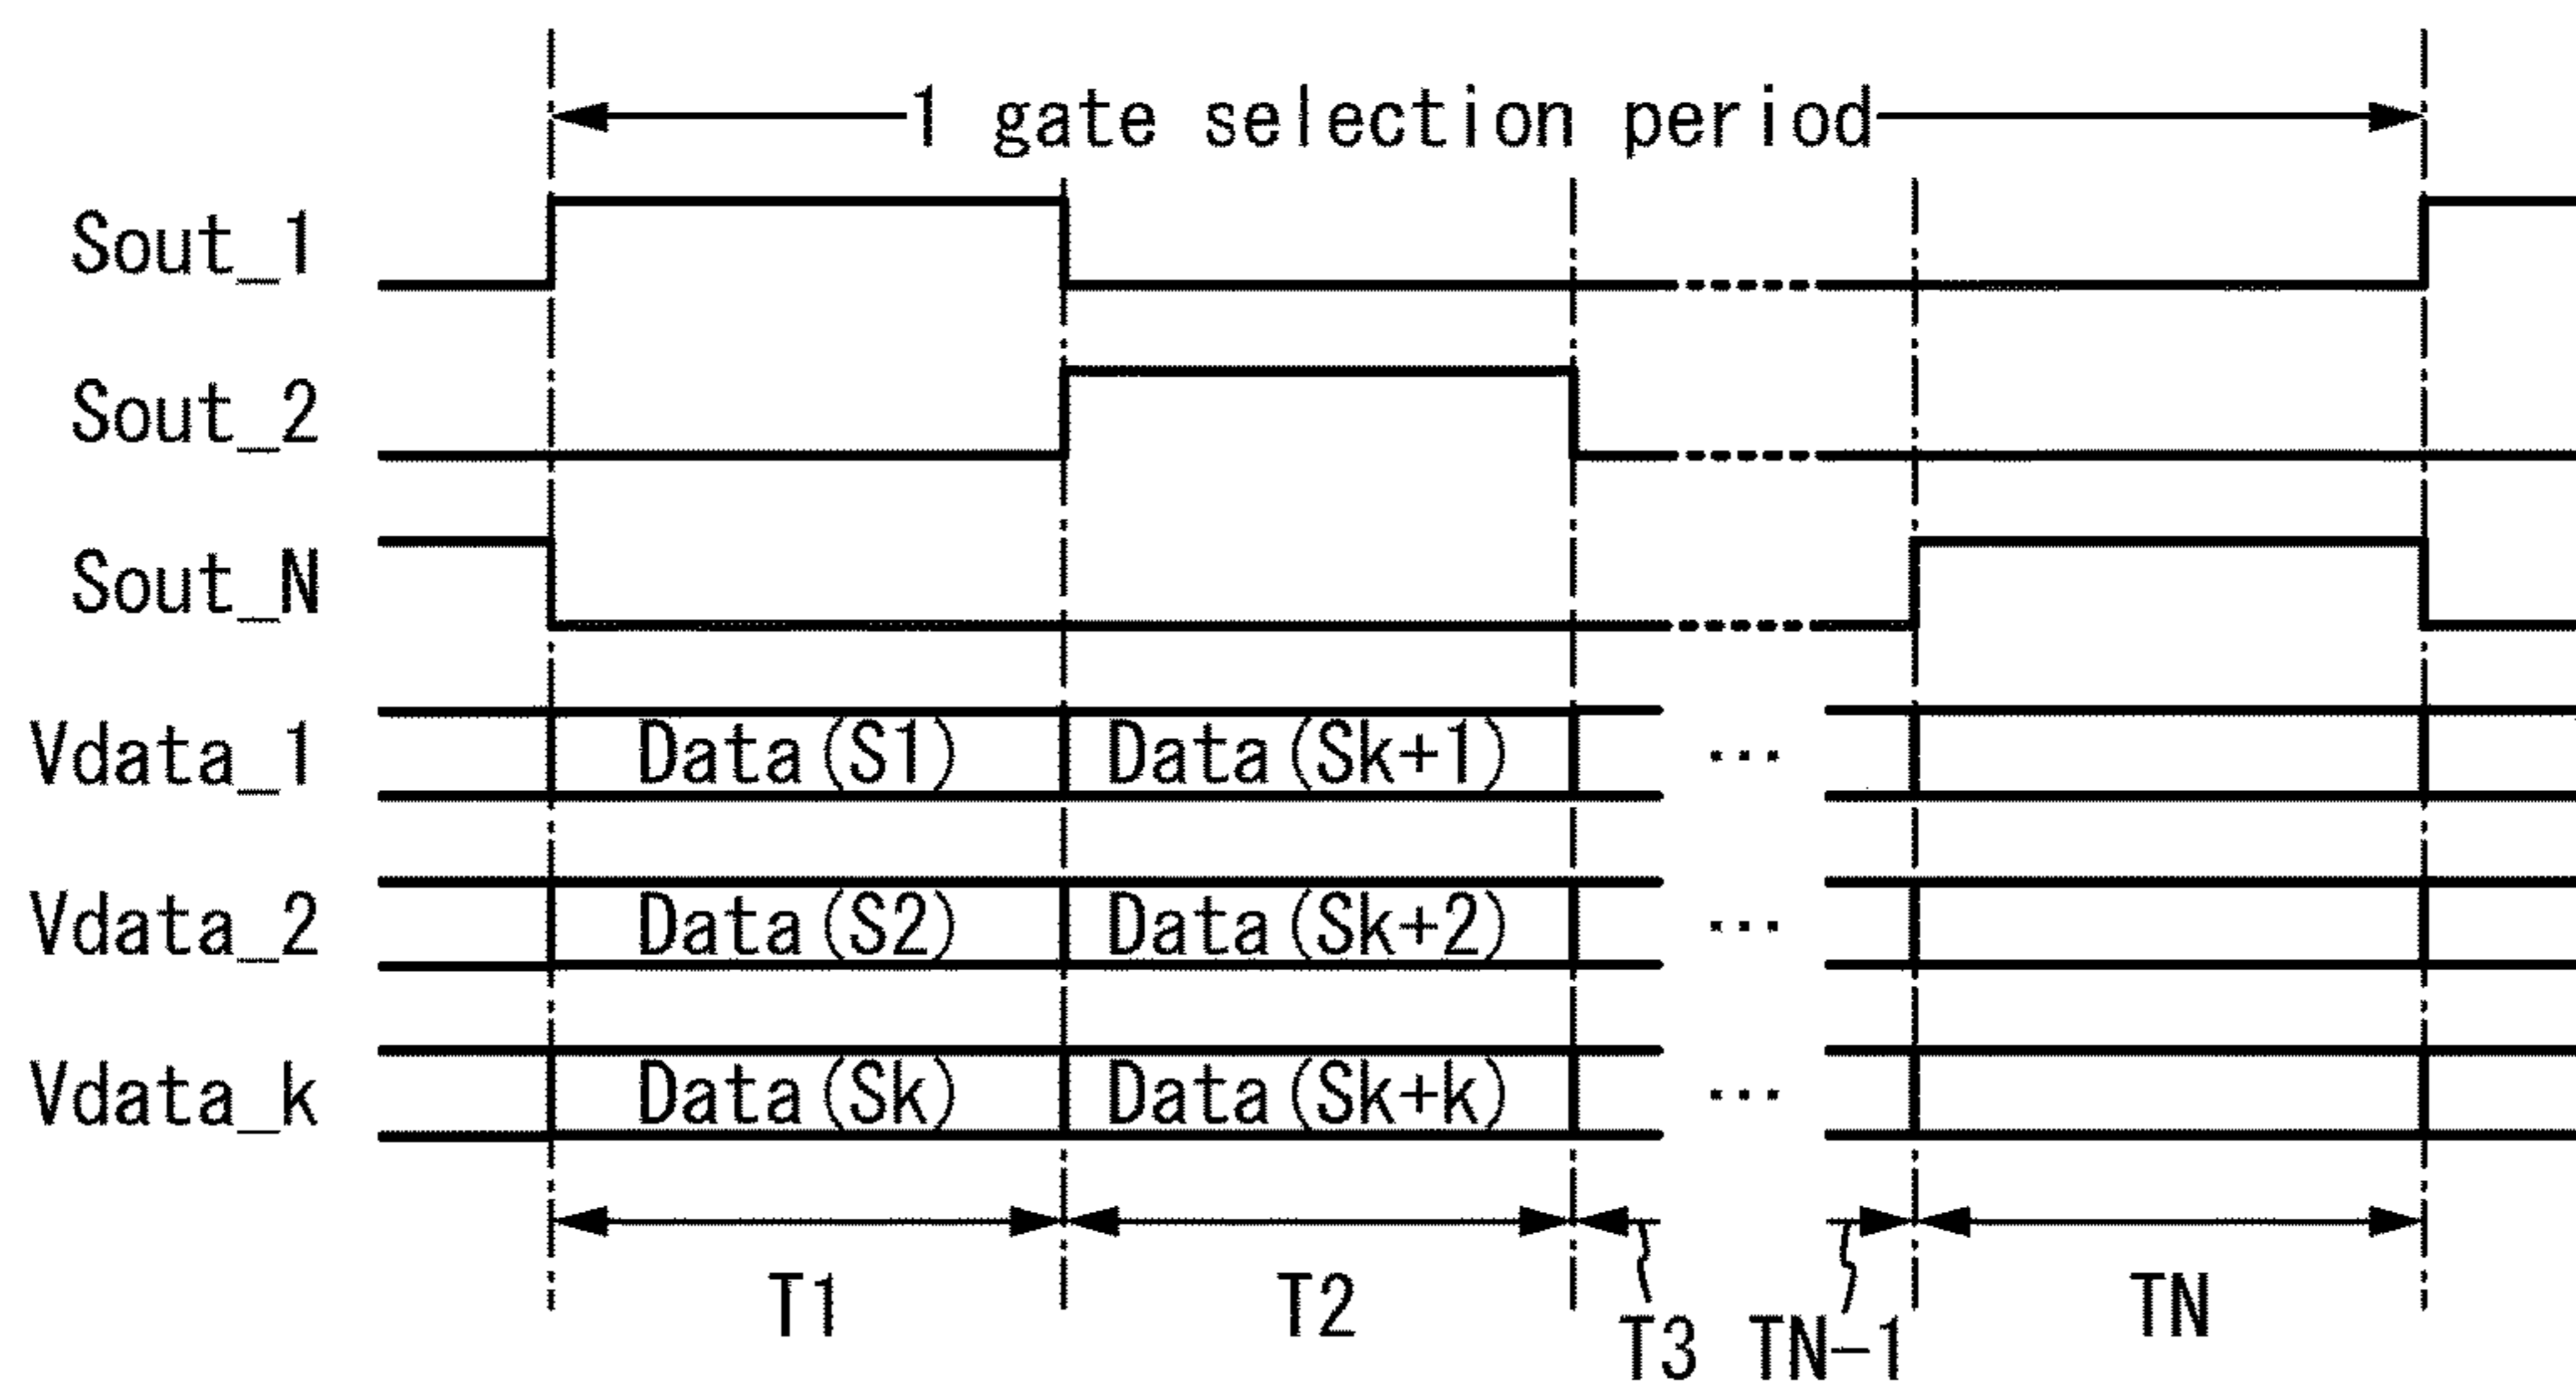 1 gate selection period
Sout_1
Sout_2
Sout_N
Vdata_1 Data(S1) Data(Sk+1) ...
Vdata_2 Data(S2) Data(Sk+2) ...
Vdata_k Data(Sk) Data(Sk+k) ...
T1 T2 T3 TN-1 TN